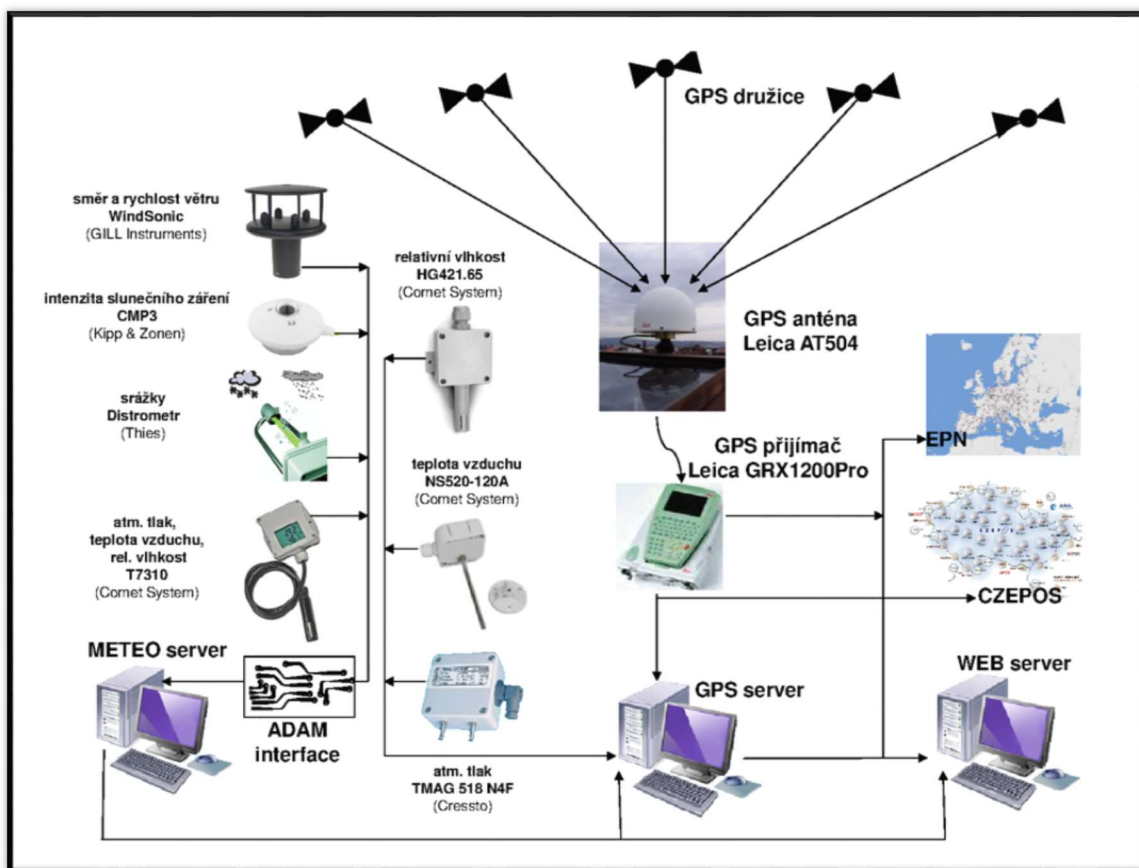 GPS družice
směr a rychlost větru
WindSonic
(GILL Instruments)
relativní vlhkost
HG421.65
(Comet System)
intenzita slunečního záření
CMP3
(Kipp & Zonen)
GPS anténa
Leica AT504
srážky
Distrometr
(Thies)
EPN
GPS přijímač
Leica GRX1200Pro
teplota vzduchu
NS520-120A
(Comet System)
atm. tlak,
teplota vzduchu,
rel. vlhkost
T7310
(Comet System)
CZEPOS
METEO server
GPS server
WEB server
ADAM
interface
atm. tlak
TMAG 518 N4F
(Cressto)